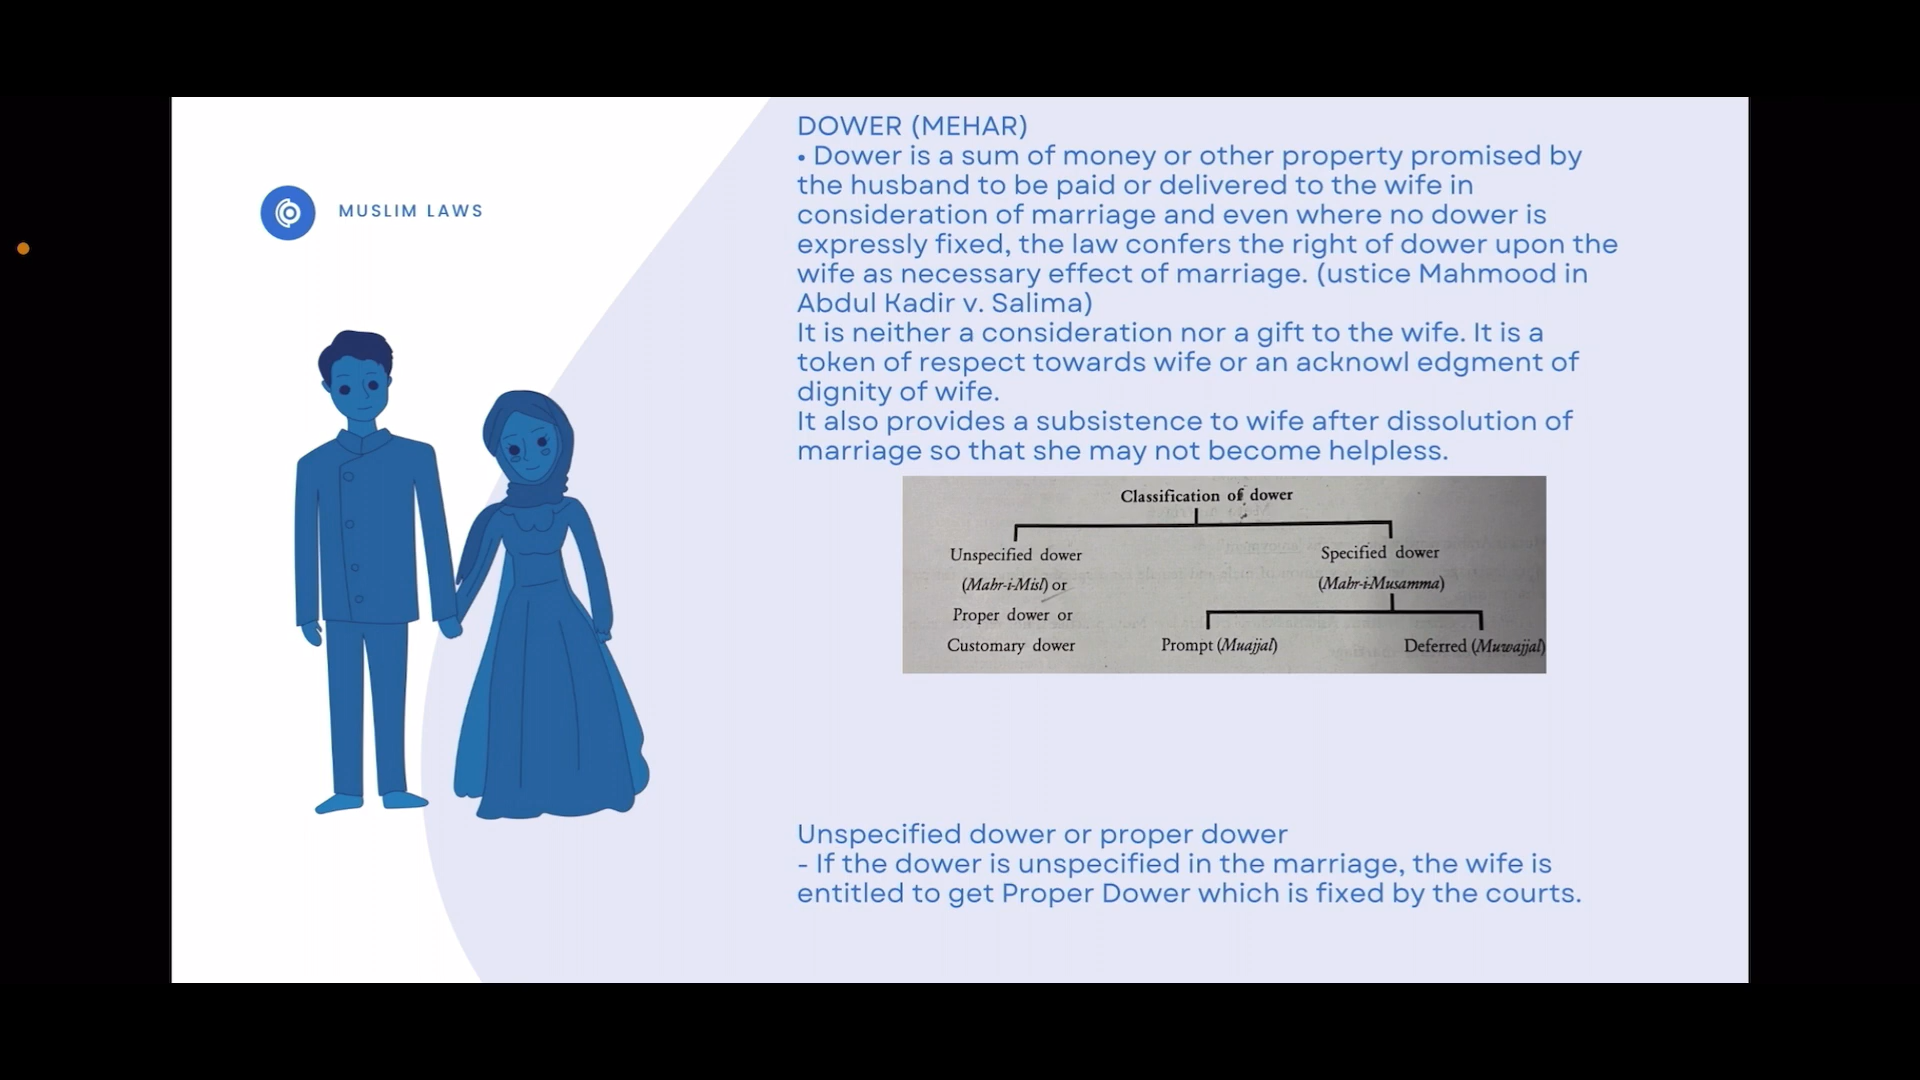 MUSLIM LAWS
DOWER (MEHAR)
• Dower is a sum of money or other property promised by
the husband to be paid or delivered to the wife in
consideration of marriage and even where no dower is
expressly fixed, the law confers the right of dower upon the
wife as necessary effect of marriage. (ustice Mahmood in
Abdul Kadir v. Salima)
It is neither a consideration nor a gift to the wife. It is a
token of respect towards wife or an acknowl edgment of
dignity of wife.
It also provides a subsistence to wife after dissolution of
marriage so that she may not become helpless.
Classification of dower
Unspecified dower
(Mahr-i-Misl) or
Proper dower or
Customary dower
Specified dower
(Mahr-i-Musamma)
Prompt (Muajjal)
Deferred (Muwajjal)
Unspecified dower or proper dower
- If the dower is unspecified in the marriage, the wife is
entitled to get Proper Dower which is fixed by the courts.